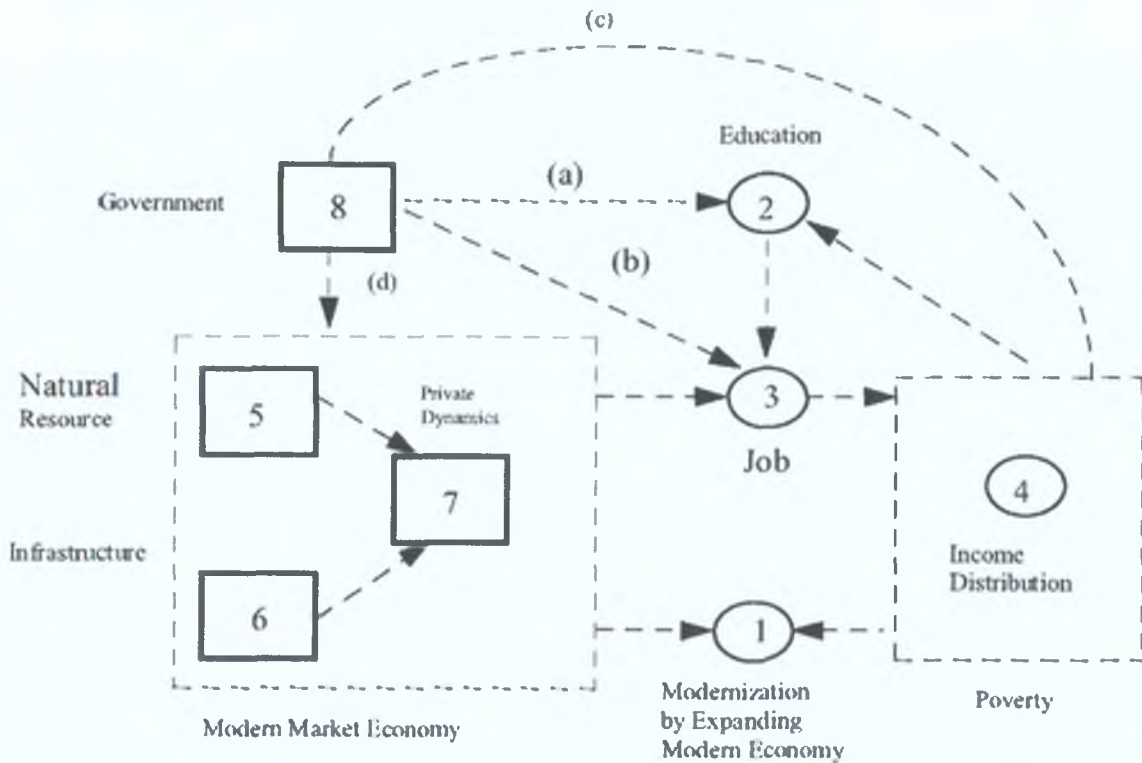 (c)
Education
(a)
Government
8
2
(b)
(d)
Natural
Resource
5
Private
Dynamics
3
Job
7
4
Infrastructure
Income
Distribution
6
1
Modernization
by Expanding
Modern Economy
Poverty
Modern Market Economy